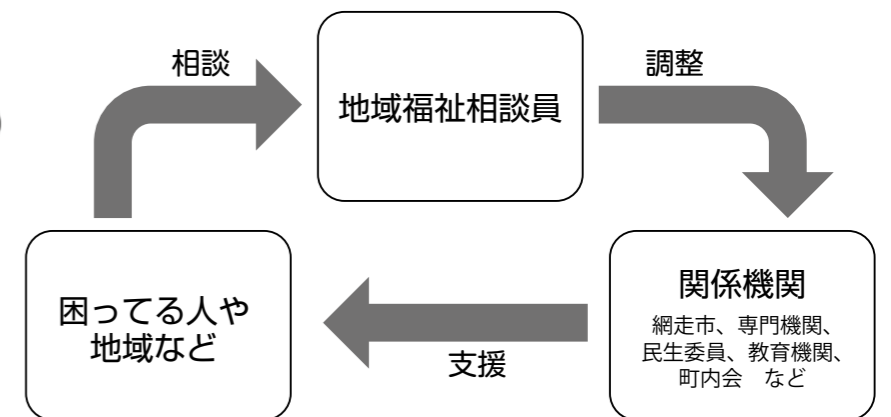 相談
地域福祉相談員
調整
困ってる人や
地域など
支援
関係機関
網走市、専門機関、
民生委員、教育機関、
町内会　など